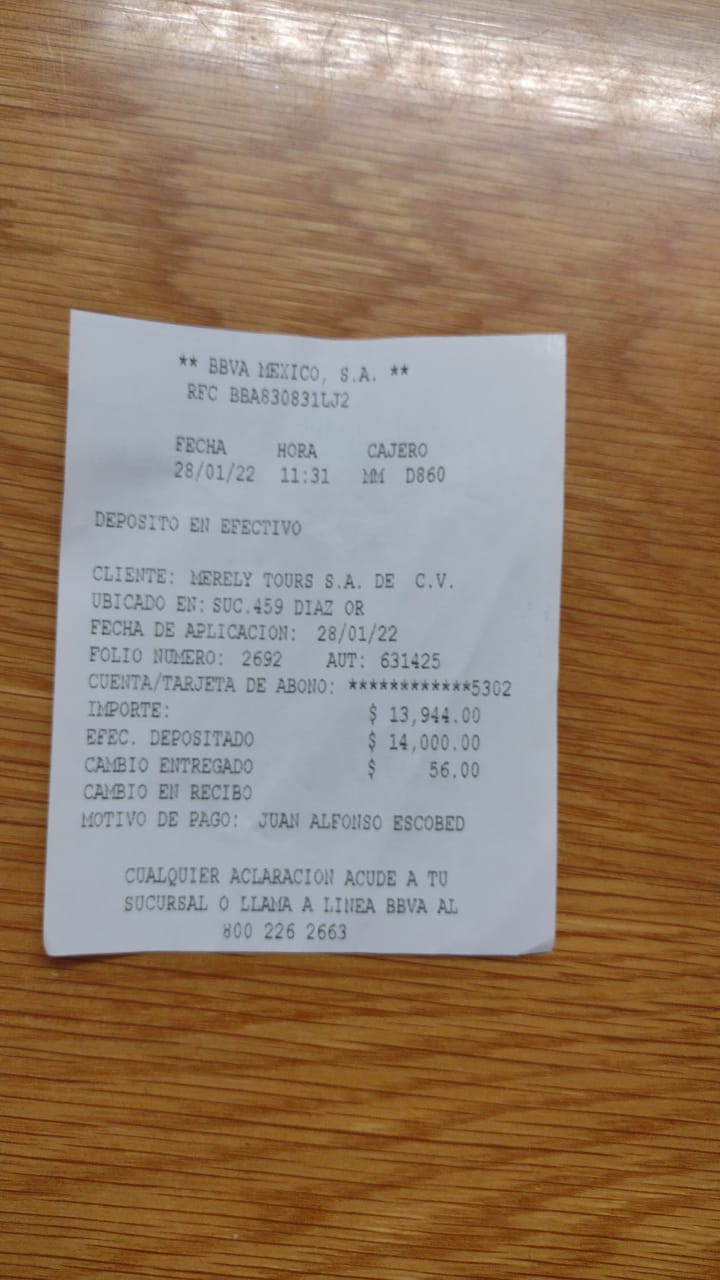 ** BBVA MEXICO, S.A. **
RFC BBA830831LJ2
FECHA HORA CAJERO
28/01/22 11:31 MM D860
DEPOSITO EN EFECTIVO
CLIENTE: MERELY TOURS S.A. DE C.V.
UBICADO EN: SUC.459 DIAZ OR
FECHA DE APLICACION: 28/01/22
FOLIO NUMERO: 2692 AUT: 631425
CUENTA/TARJETA DE ABONO: ************5302
IMPORTE: $ 13,944.00
EFEC. DEPOSITADO $ 14,000.00
CAMBIO ENTREGADO $ 56.00
CAMBIO EN RECIBO
MOTIVO DE PAGO: JUAN ALFONSO ESCOBED
CUALQUIER ACLARACION ACUDE A TU
SUCURSAL O LLAMA A LINEA BBVA AL
800 226 2663